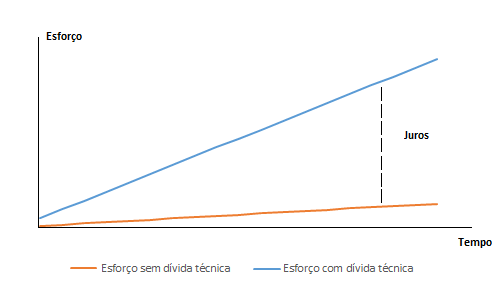 Esforço
Juros
Tempo
Esforço sem dívida técnica
Esforço com dívida técnica